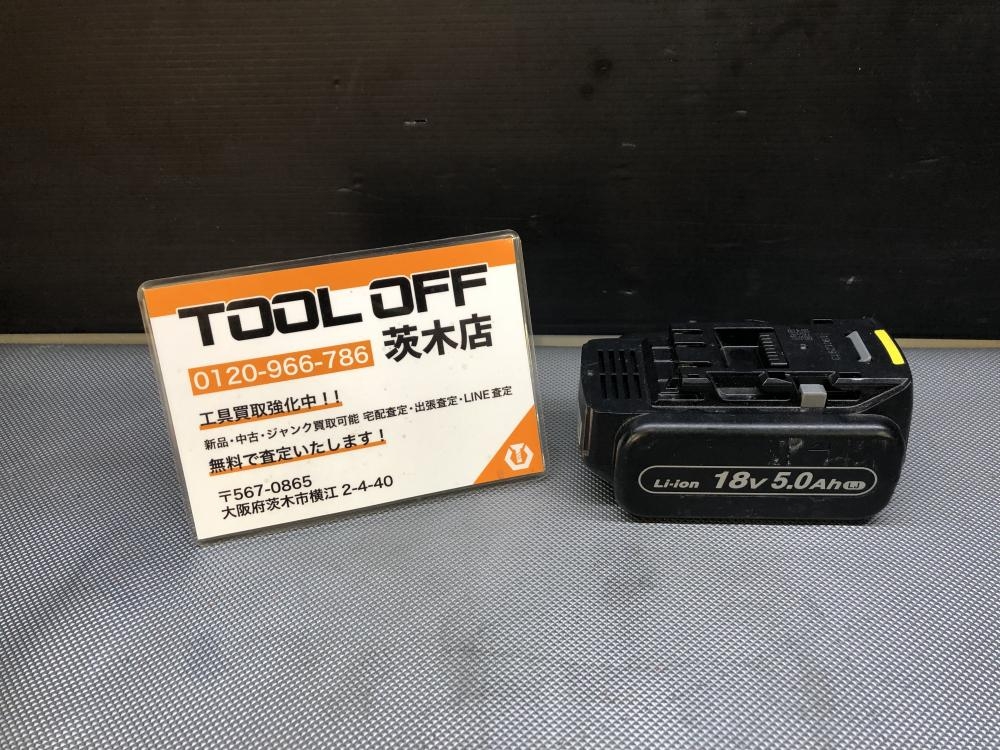 TOOL OFF
0120-966-786 茨木店
工具買取強化中！！
新品・中古・ジャンク買取可能 宅配査定・出張査定・LINE査定
無料で査定いたします！
〒567-0865
大阪府茨木市横江 2-4-40
Li-ion 18V 5.0Ah LJ